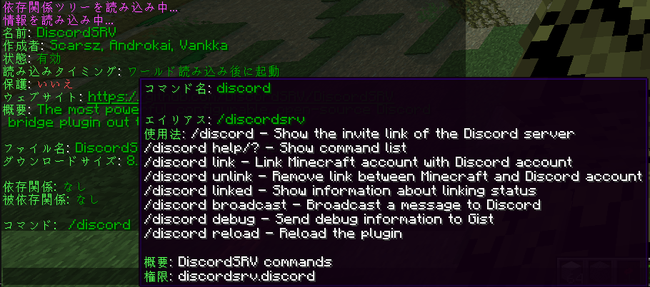 依存関係ツリーを読み込み中...
情報を読み込み中...
名前: DiscordSRV
作成者: Scarsz, Androkai, Vankka
状態: 有効
読み込みタイミング: ワールド読み込み後に起動
保護: いいえ
ウェブサイト: https:/
概要: The most powe
bridge plugin out t
ファイル名: DiscordS
ダウンロードサイズ: 8.
依存関係: なし
被依存関係: なし
コマンド: /discord
コマンド名: discord
エイリアス: /discordsrv
使用法: /discord - Show the invite link of the Discord server
/discord help/? - Show command list
/discord link - Link Minecraft account with Discord account
/discord unlink - Remove link between Minecraft and Discord account
/discord linked - Show information about linking status
/discord broadcast - Broadcast a message to Discord
/discord debug - Send debug information to Gist
/discord reload - Reload the plugin
概要: DiscordSRV commands
権限: discordsrv.discord